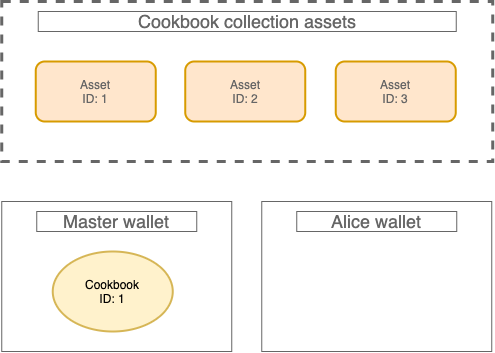 Cookbook collection assets
Asset
ID: 1
Asset
ID: 2
Asset
ID: 3
Master wallet
Cookbook
ID: 1
Alice wallet